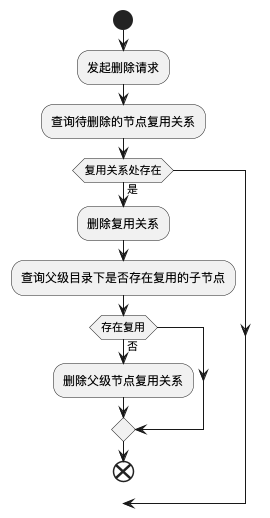 发起删除请求
查询待删除的节点复用关系
复用关系处存在
是
删除复用关系
查询父级目录下是否存在复用的子节点
存在复用
否
删除父级节点复用关系